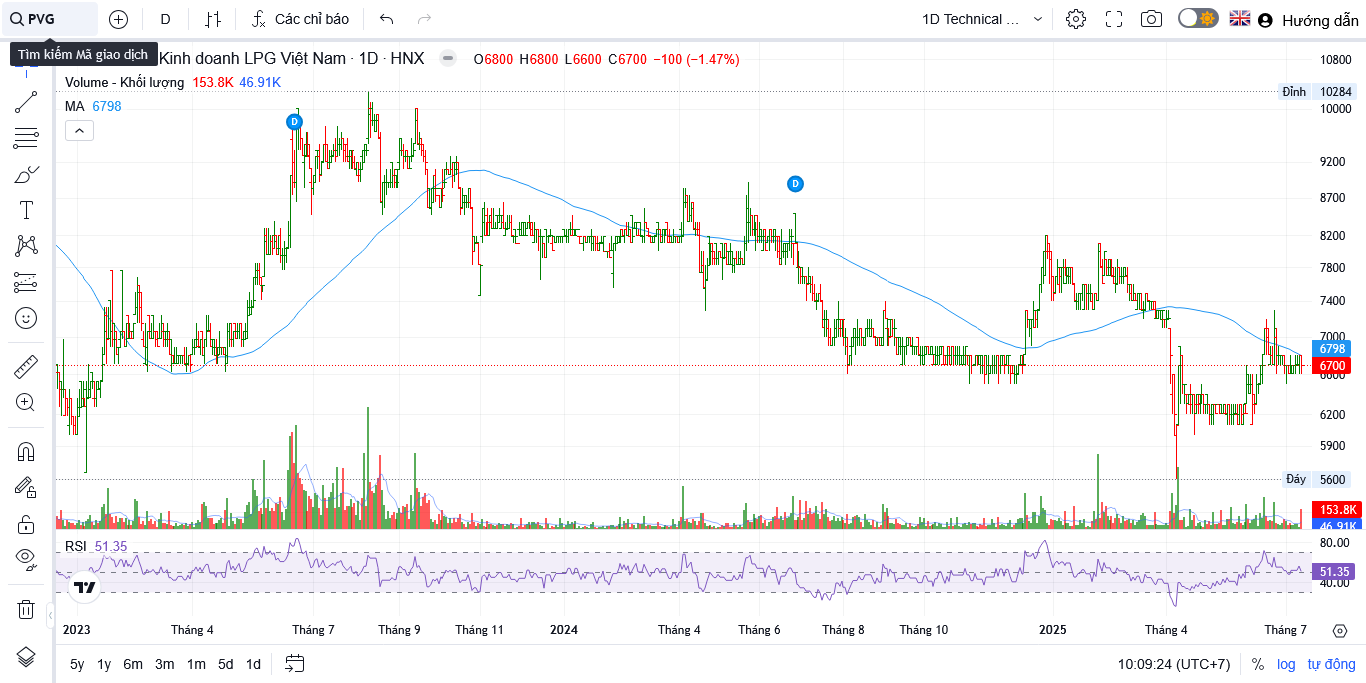 PVG D Các chỉ báo 1D Technical ... Hướng dẫn
Tìm kiếm Mã giao dịch
Kinh doanh LPG Việt Nam · 1D · HNX O6800 H6800 L6600 C6700 −100 (−1.47%)
Volume - Khối lượng 153.8K 46.91K
MA 6798
D
D
10800
Đỉnh 10284
10000
9200
8700
8200
7800
7400
7000
6798
6700
6600
6200
5900
Đáy 5600
153.8K
46.91K
RSI 51.35
80.00
51.35
40.00
2023 Tháng 4 Tháng 7 Tháng 9 Tháng 11 2024 Tháng 4 Tháng 6 Tháng 8 Tháng 10 2025 Tháng 4 Tháng 7
5y 1y 6m 3m 1m 5d 1d 10:09:24 (UTC+7) % log tự động